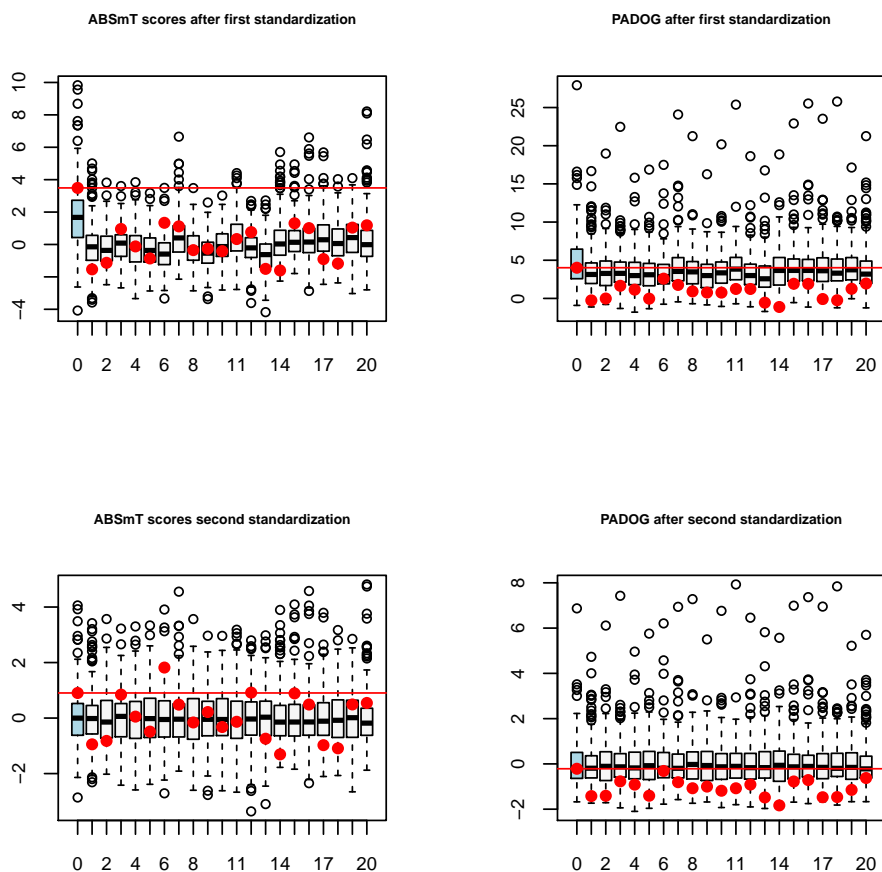 ABSmT scores after first standardization
10
8
6
4
2
0
−4
0 2 4 6 8 11 14 17 20
PADOG after first standardization
25
20
15
10
5
0
0 2 4 6 8 11 14 17 20
ABSmT scores second standardization
4
2
0
−2
0 2 4 6 8 11 14 17 20
PADOG after second standardization
8
6
4
2
0
−2
0 2 4 6 8 11 14 17 20